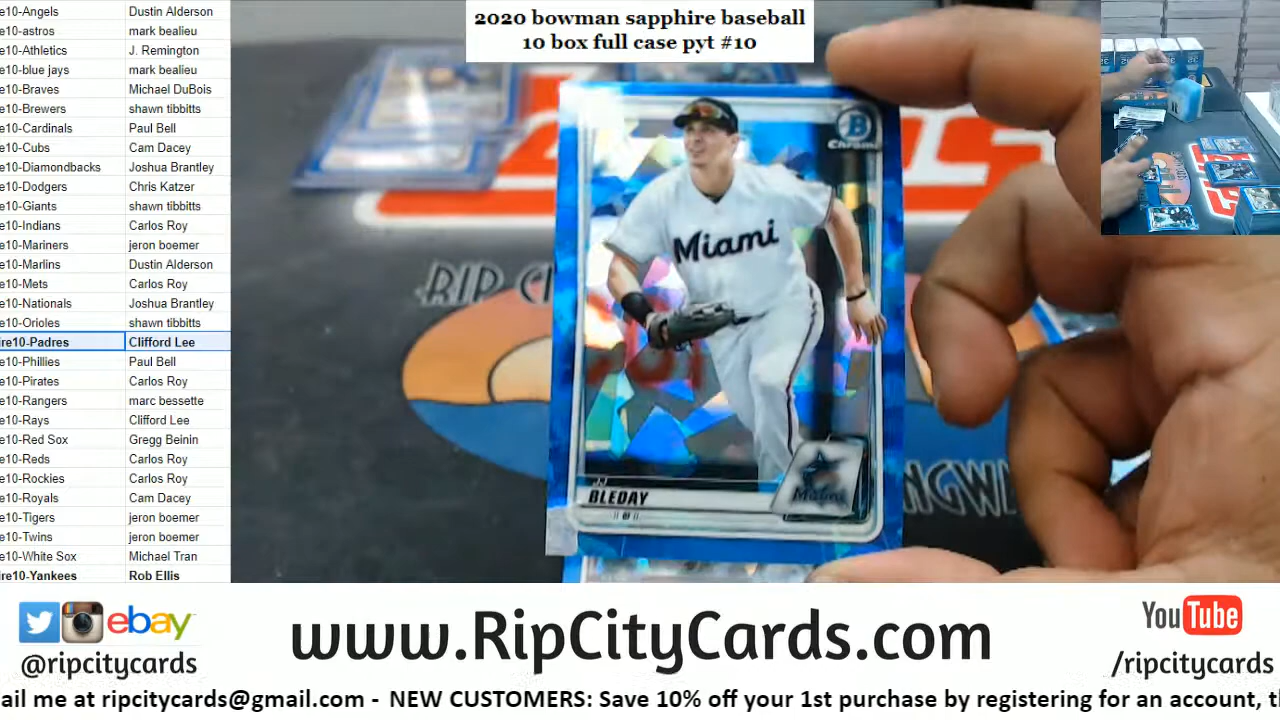 2020 bowman sapphire baseball
10 box full case pyt #10
e10-Angels Dustin Alderson
e10-astros mark bealieu
e10-Athletics J. Remington
e10-blue jays mark bealieu
e10-Braves Michael DuBois
e10-Brewers shawn tibbitts
e10-Cardinals Paul Bell
e10-Cubs Cam Dacey
e10-Diamondbacks Joshua Brantley
e10-Dodgers Chris Katzer
e10-Giants shawn tibbitts
e10-Indians Carlos Roy
e10-Mariners jeron boemer
e10-Marlins Dustin Alderson
e10-Mets Carlos Roy
e10-Nationals Joshua Brantley
e10-Orioles shawn tibbitts
ire10-Padres Clifford Lee
e10-Phillies Paul Bell
e10-Pirates Carlos Roy
e10-Rangers marc bessette
e10-Rays Clifford Lee
e10-Red Sox Gregg Beinin
e10-Reds Carlos Roy
e10-Rockies Carlos Roy
e10-Royals Cam Dacey
e10-Tigers jeron boemer
e10-Twins jeron boemer
e10-White Sox Michael Tran
ire10-Yankees Rob Ellis
B
Chrome
Miami
JJ
BLEDAY
Miami
RIP CI
ebay
@ripcitycards
www.RipCityCards.com
YouTube
/ripcitycards
ail me at ripcitycards@gmail.com - NEW CUSTOMERS: Save 10% off your 1st purchase by registering for an account, th